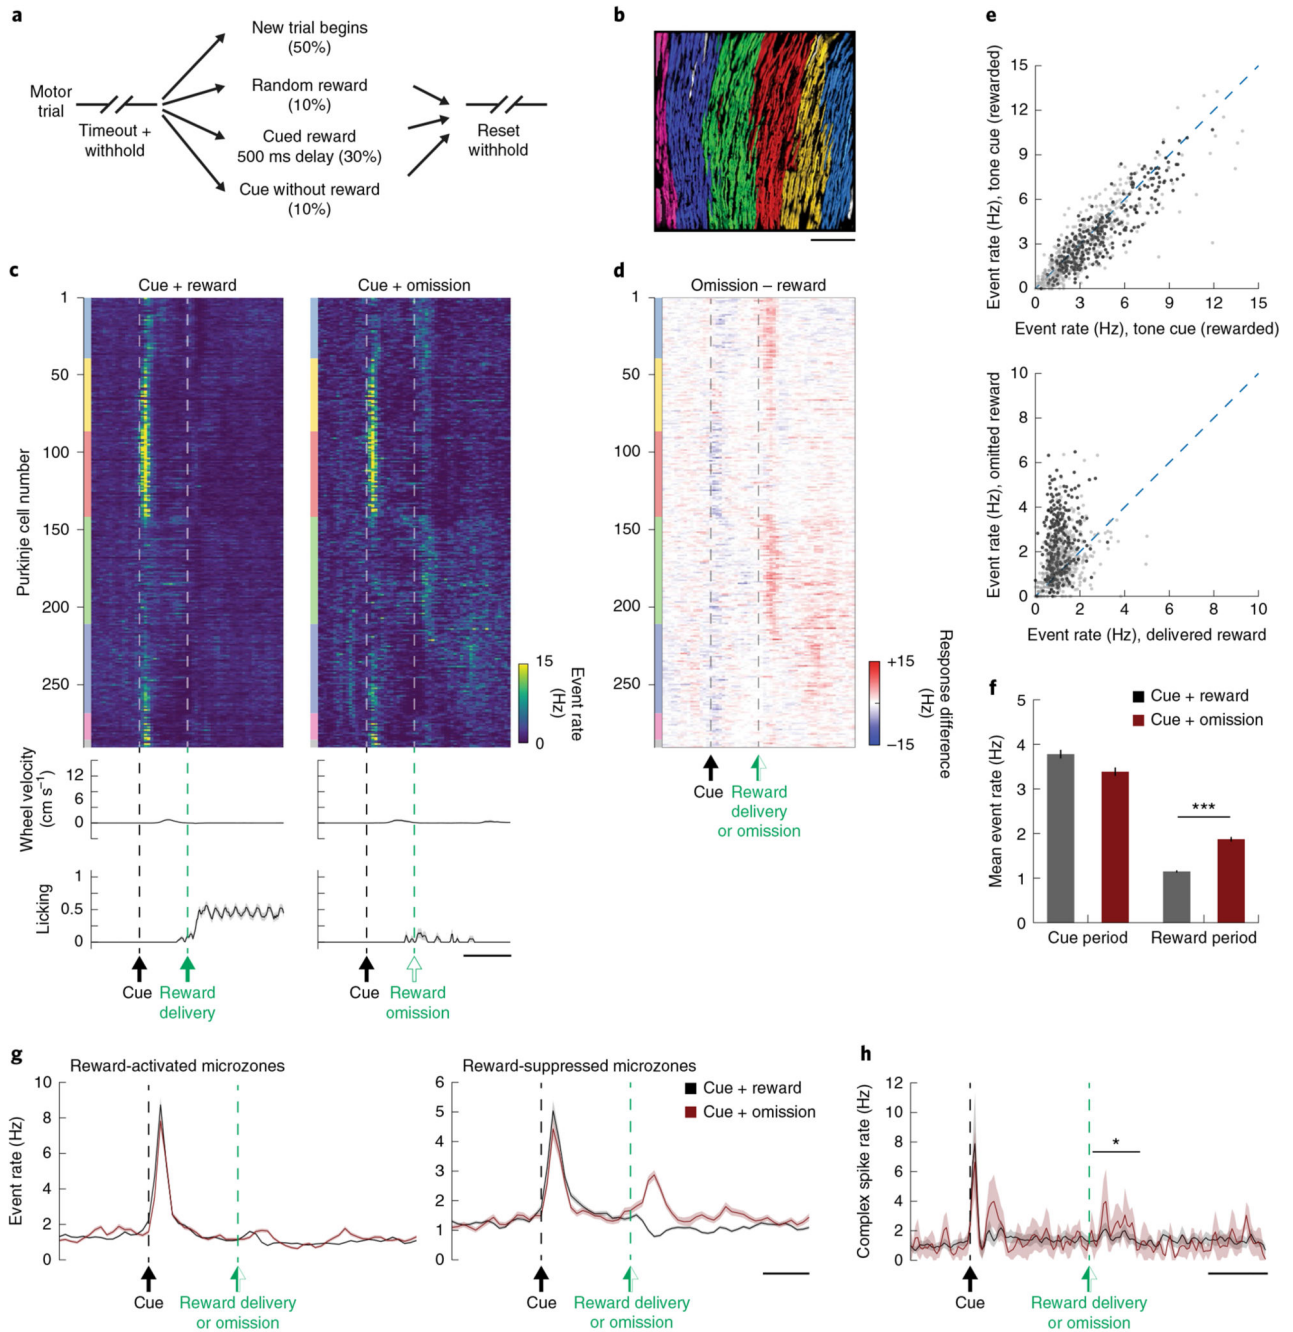 a
New trial begins
(50%)
Random reward
(10%)
Motor
trial
Timeout +
withhold
Cued reward
500 ms delay (30%)
Reset
withhold
Cue without reward
(10%)
b
c
Cue + reward
Cue + omission
1
50
100
150
200
250
Purkinje cell number
15
0
Event rate
(Hz)
12
6
0
Wheel velocity
(cm s⁻¹)
1
0.5
0
Licking
Cue
Reward
delivery
Cue
Reward
omission
d
Omission – reward
1
50
100
150
200
250
+15
–15
Response difference
(Hz)
Cue
Reward
delivery
or omission
e
15
12
9
6
3
0
0 3 6 9 12 15
Event rate (Hz), tone cue (rewarded)
Event rate (Hz), tone cue (rewarded)
10
8
6
4
2
0
0 2 4 6 8 10
Event rate (Hz), omitted reward
Event rate (Hz), delivered reward
f
Cue + reward
Cue + omission
5
4
3
2
1
0
Mean event rate (Hz)
***
Cue period
Reward period
g
Reward-activated microzones
10
8
6
4
2
0
Event rate (Hz)
Cue
Reward delivery
or omission
Reward-suppressed microzones
Cue + reward
Cue + omission
6
5
4
3
2
1
0
Cue
Reward delivery
or omission
h
12
10
8
6
4
2
0
Complex spike rate (Hz)
*
Cue
Reward delivery
or omission